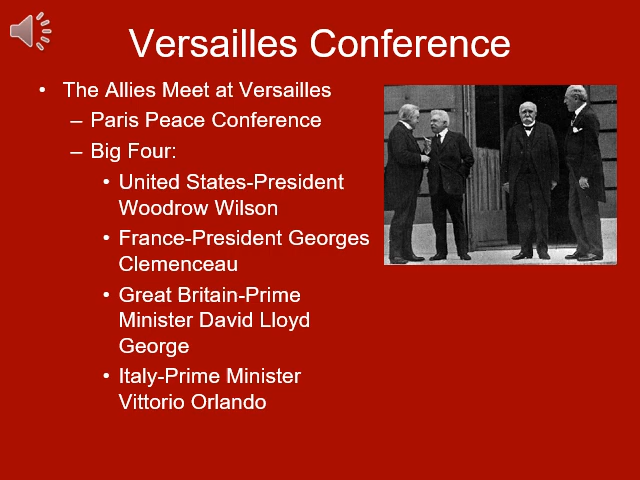 Versailles Conference
• The Allies Meet at Versailles
– Paris Peace Conference
– Big Four:
• United States-President
Woodrow Wilson
• France-President Georges
Clemenceau
• Great Britain-Prime
Minister David Lloyd
George
• Italy-Prime Minister
Vittorio Orlando